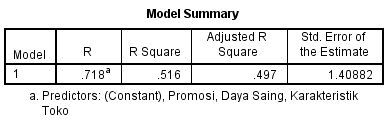 Model Summary
Model R R Square Adjusted R Square Std. Error of the Estimate
1 .718a .516 .497 1.40882
a. Predictors: (Constant), Promosi, Daya Saing, Karakteristik
Toko